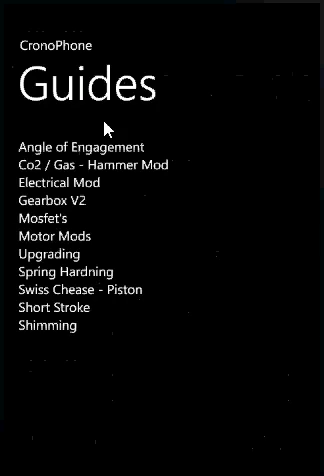 CronoPhone
Guides
Angle of Engagement
Co2 / Gas - Hammer Mod
Electrical Mod
Gearbox V2
Mosfet's
Motor Mods
Upgrading
Spring Hardning
Swiss Chease - Piston
Short Stroke
Shimming